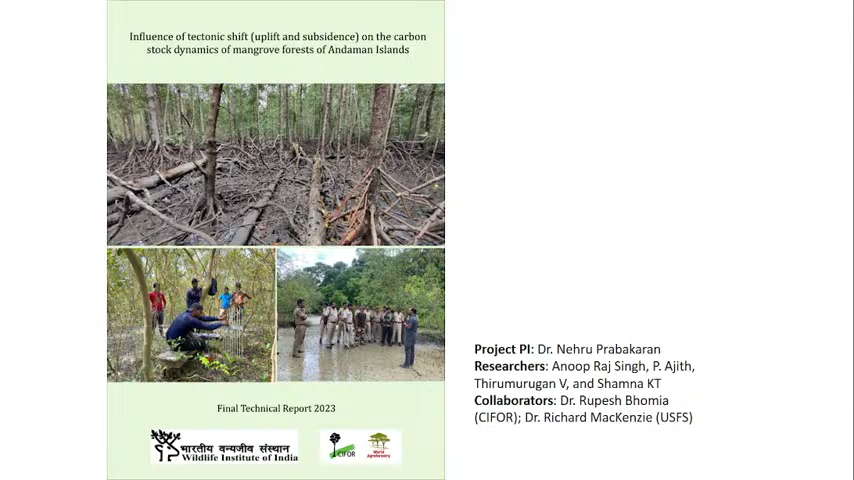 Influence of tectonic shift (uplift and subsidence) on the carbon
stock dynamics of mangrove forests of Andaman Islands
Final Technical Report 2023
भारतीय वन्यजीव संस्थान
Wildlife Institute of India
CIFOR
World
Agroforestry
Project PI: Dr. Nehru Prabakaran
Researchers: Anoop Raj Singh, P. Ajith,
Thirumurugan V, and Shamna KT
Collaborators: Dr. Rupesh Bhomia
(CIFOR); Dr. Richard MacKenzie (USFS)